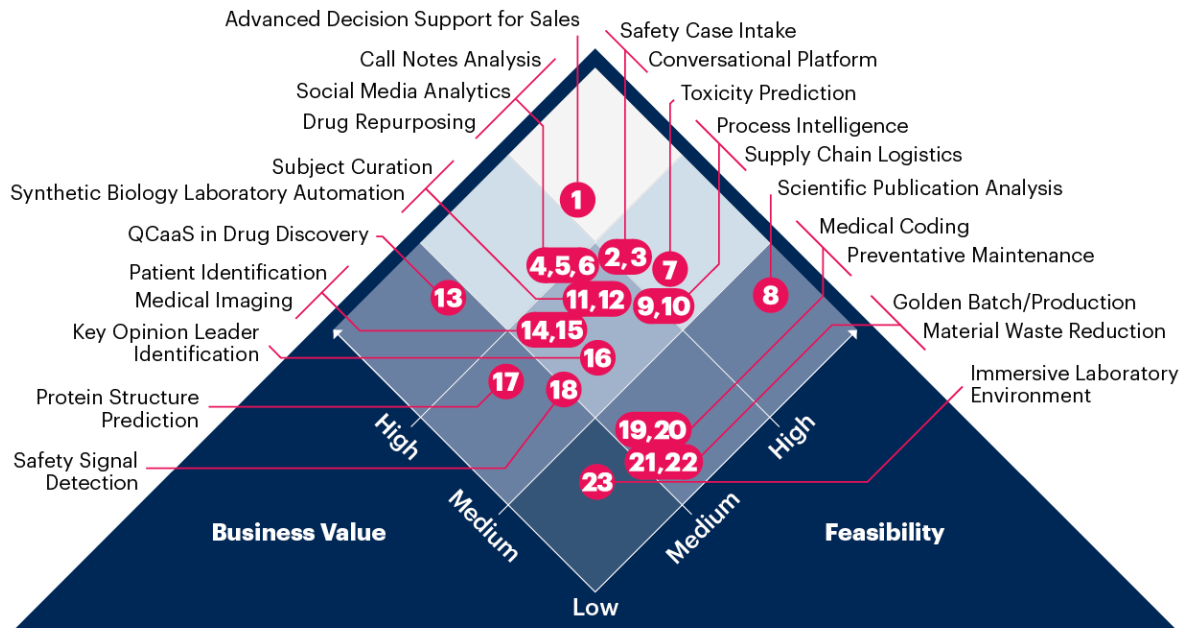 Advanced Decision Support for Sales
Safety Case Intake
Conversational Platform
Call Notes Analysis
Social Media Analytics
Drug Repurposing
Toxicity Prediction
Process Intelligence
Supply Chain Logistics
Subject Curation
Synthetic Biology Laboratory Automation
Scientific Publication Analysis
QCaaS in Drug Discovery
Medical Coding
Preventative Maintenance
Patient Identification
Medical Imaging
Golden Batch/Production
Material Waste Reduction
Key Opinion Leader
Identification
Immersive Laboratory
Environment
Protein Structure
Prediction
Safety Signal
Detection
1
2,3
4,5,6
7
8
9,10
11,12
13
14,15
16
17
18
19,20
21,22
23
High
Medium
High
Medium
Low
Business Value
Feasibility